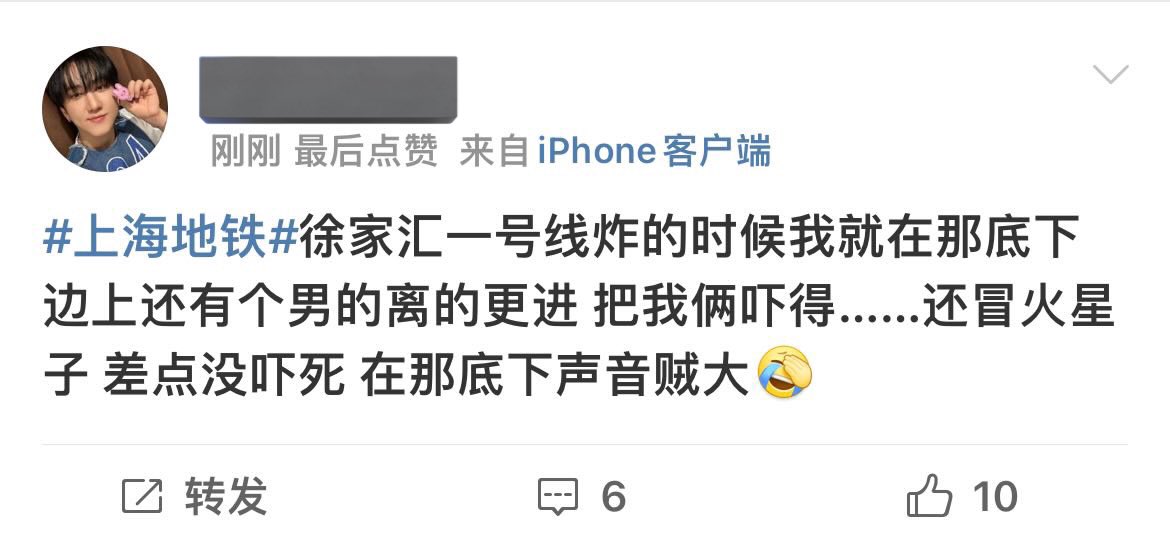 刚刚 最后点赞 来自 iPhone客户端
#上海地铁#徐家汇一号线炸的时候我就在那底下
边上还有个男的离的更进 把我俩吓得……还冒火星
子 差点没吓死 在那底下声音贼大🤣
转发 6 10